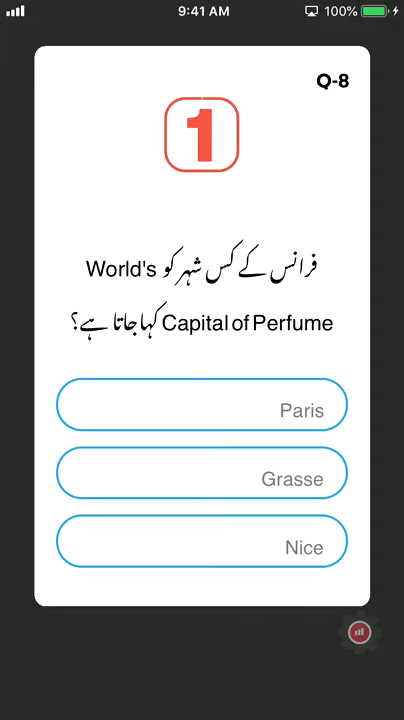 9:41 AM
100%
Q-8
1
فرانس کے کس شہر کو World's
Capital of Perfume کہا جاتا ہے؟
Paris
Grasse
Nice